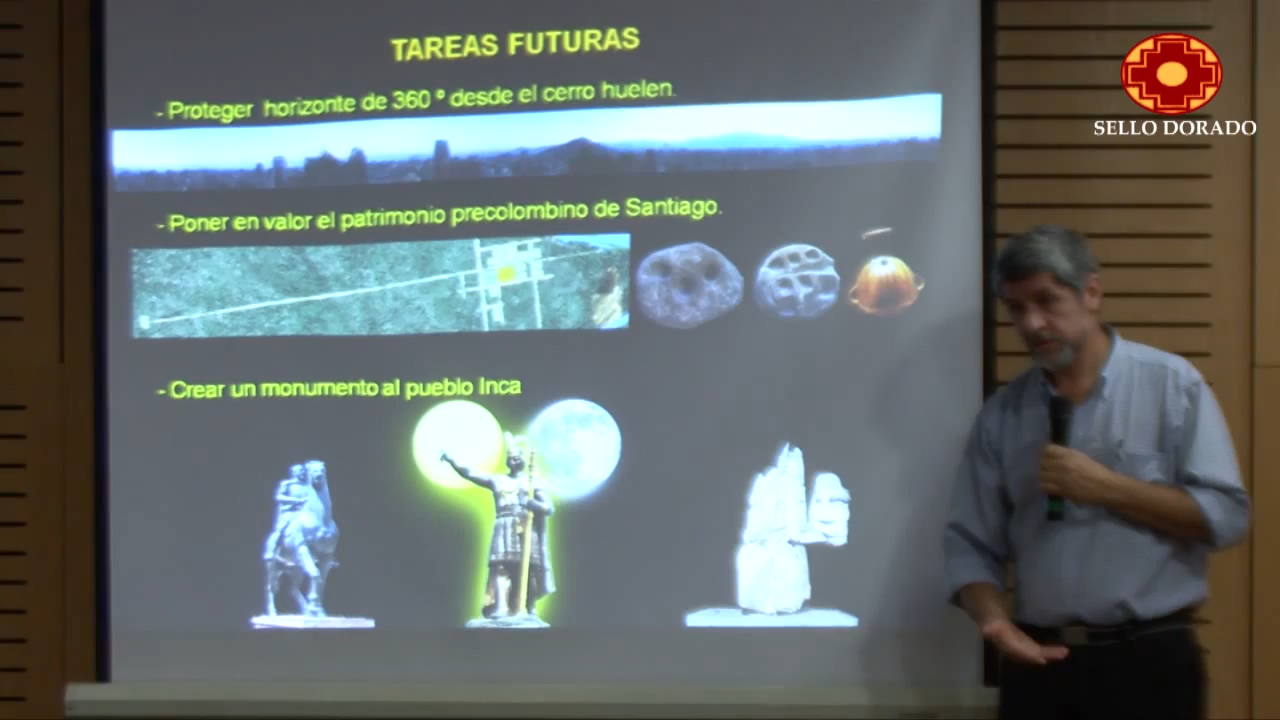 TAREAS FUTURAS
- Proteger horizonte de 360 º desde el cerro huelen.
SELLO DORADO
- Poner en valor el patrimonio precolombino de Santiago.
- Crear un monumento al pueblo Inca